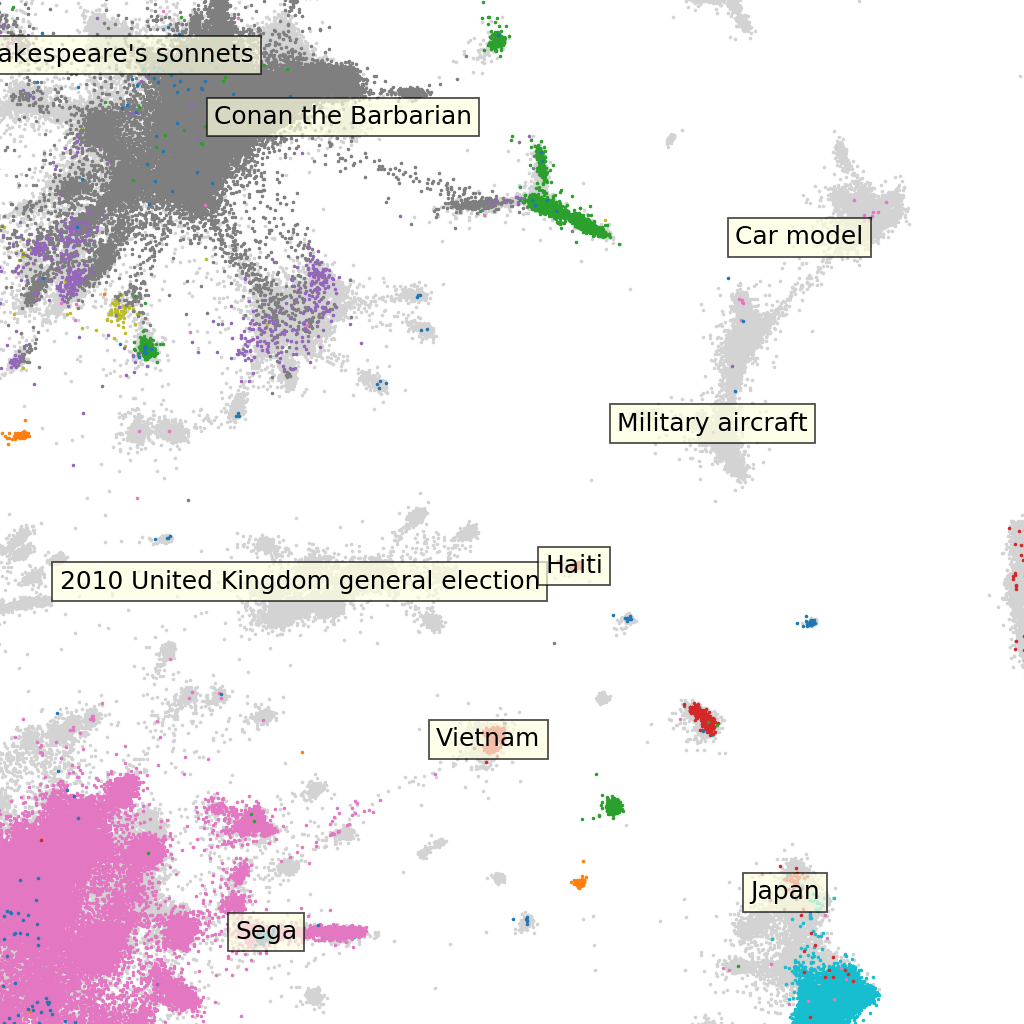 akespeare's sonnets
Conan the Barbarian
Car model
Military aircraft
Haiti
2010 United Kingdom general election
Vietnam
Japan
Sega